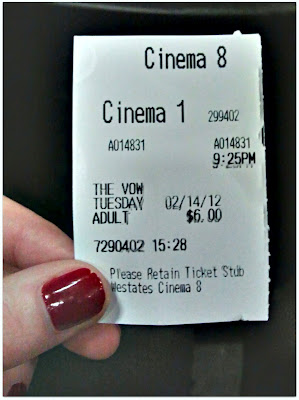 Cinema 8
Cinema 1 299402
A014831 A014831
9:25PM
THE VOW
TUESDAY 02/14/12
ADULT $6.00
7290402 15:28
Please Retain Ticket Stub
Westates Cinema 8